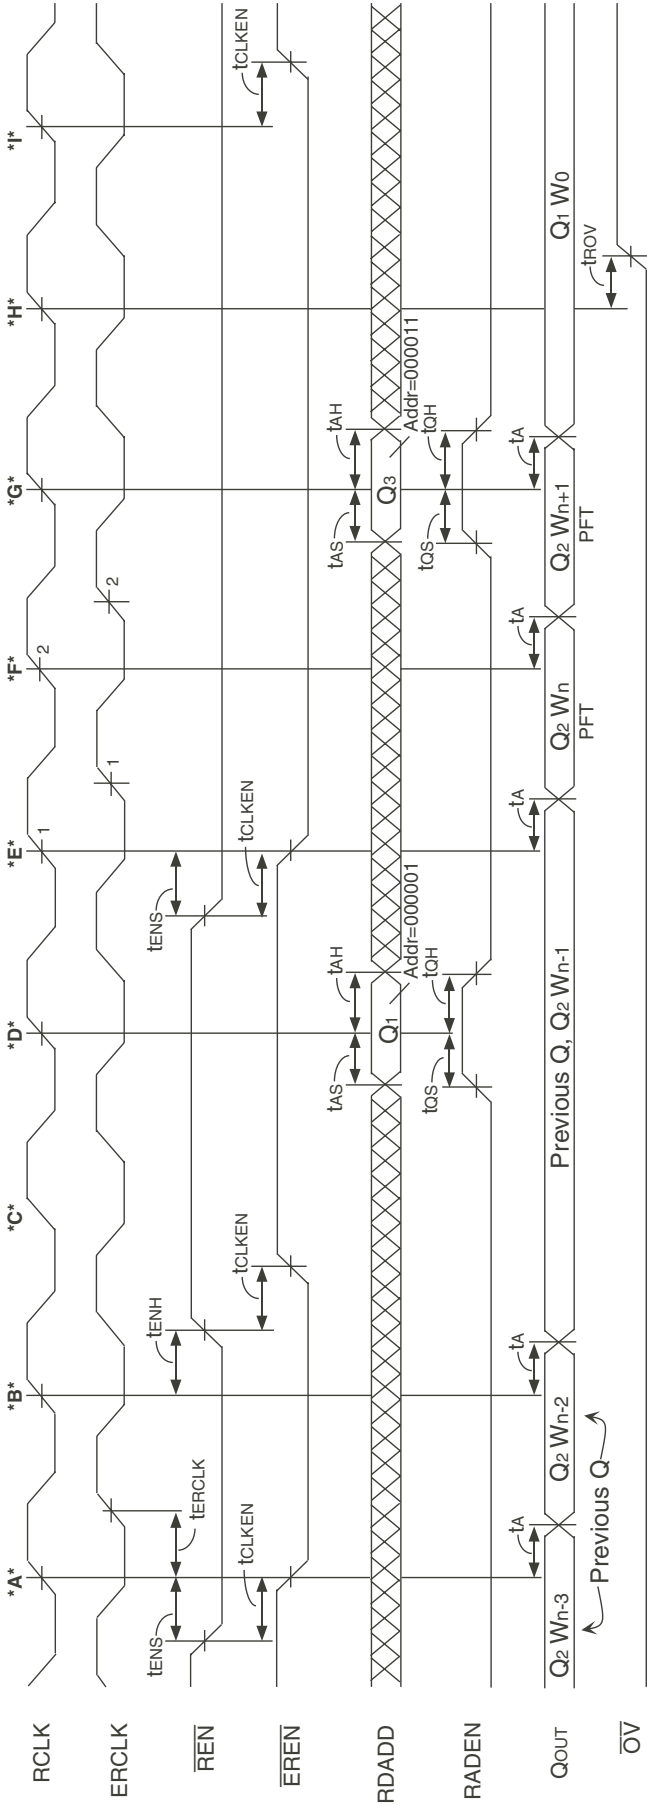 *A*
*B*
*C*
*D*
*E*
*F*
*G*
*H*
*I*
RCLK
1
2
ERCLK
tERCLK
1
2
REN
tENS
tENH
tENS
EREN
tCLKEN
tCLKEN
tCLKEN
tCLKEN
RDADD
tAS
tAH
Q1
Addr=000001
tAS
tAH
Q3
Addr=000011
RADEN
tQS
tQH
tQS
tQH
QOUT
tA
tA
tA
tA
tA
Q2 Wn-3
Q2 Wn-2
Previous Q, Q2 Wn-1
Q2 Wn
Q2 Wn+1
Q1 W0
Previous Q
PFT
PFT
OV
tROV